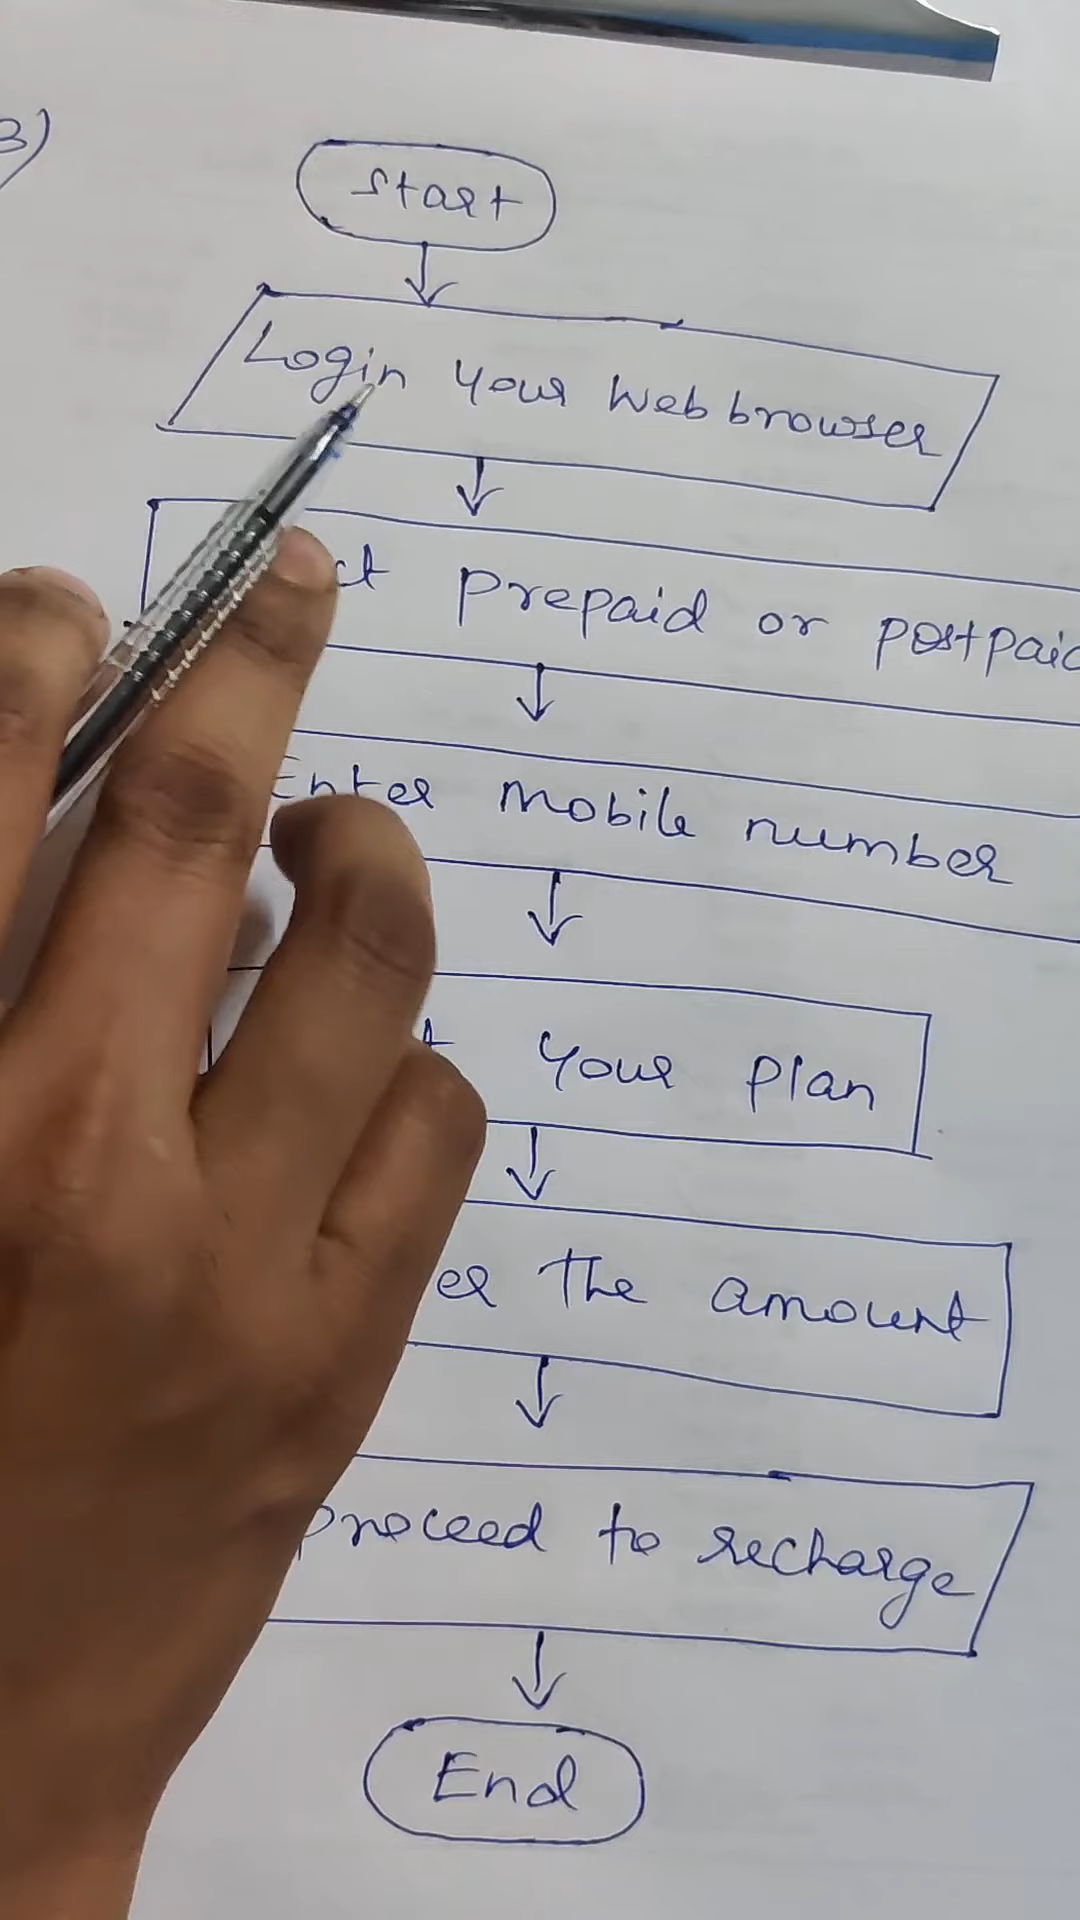 3)
Start
Login your web browser
prepaid or postpaid
Enter mobile number
your plan
the amount
proceed to recharge
End